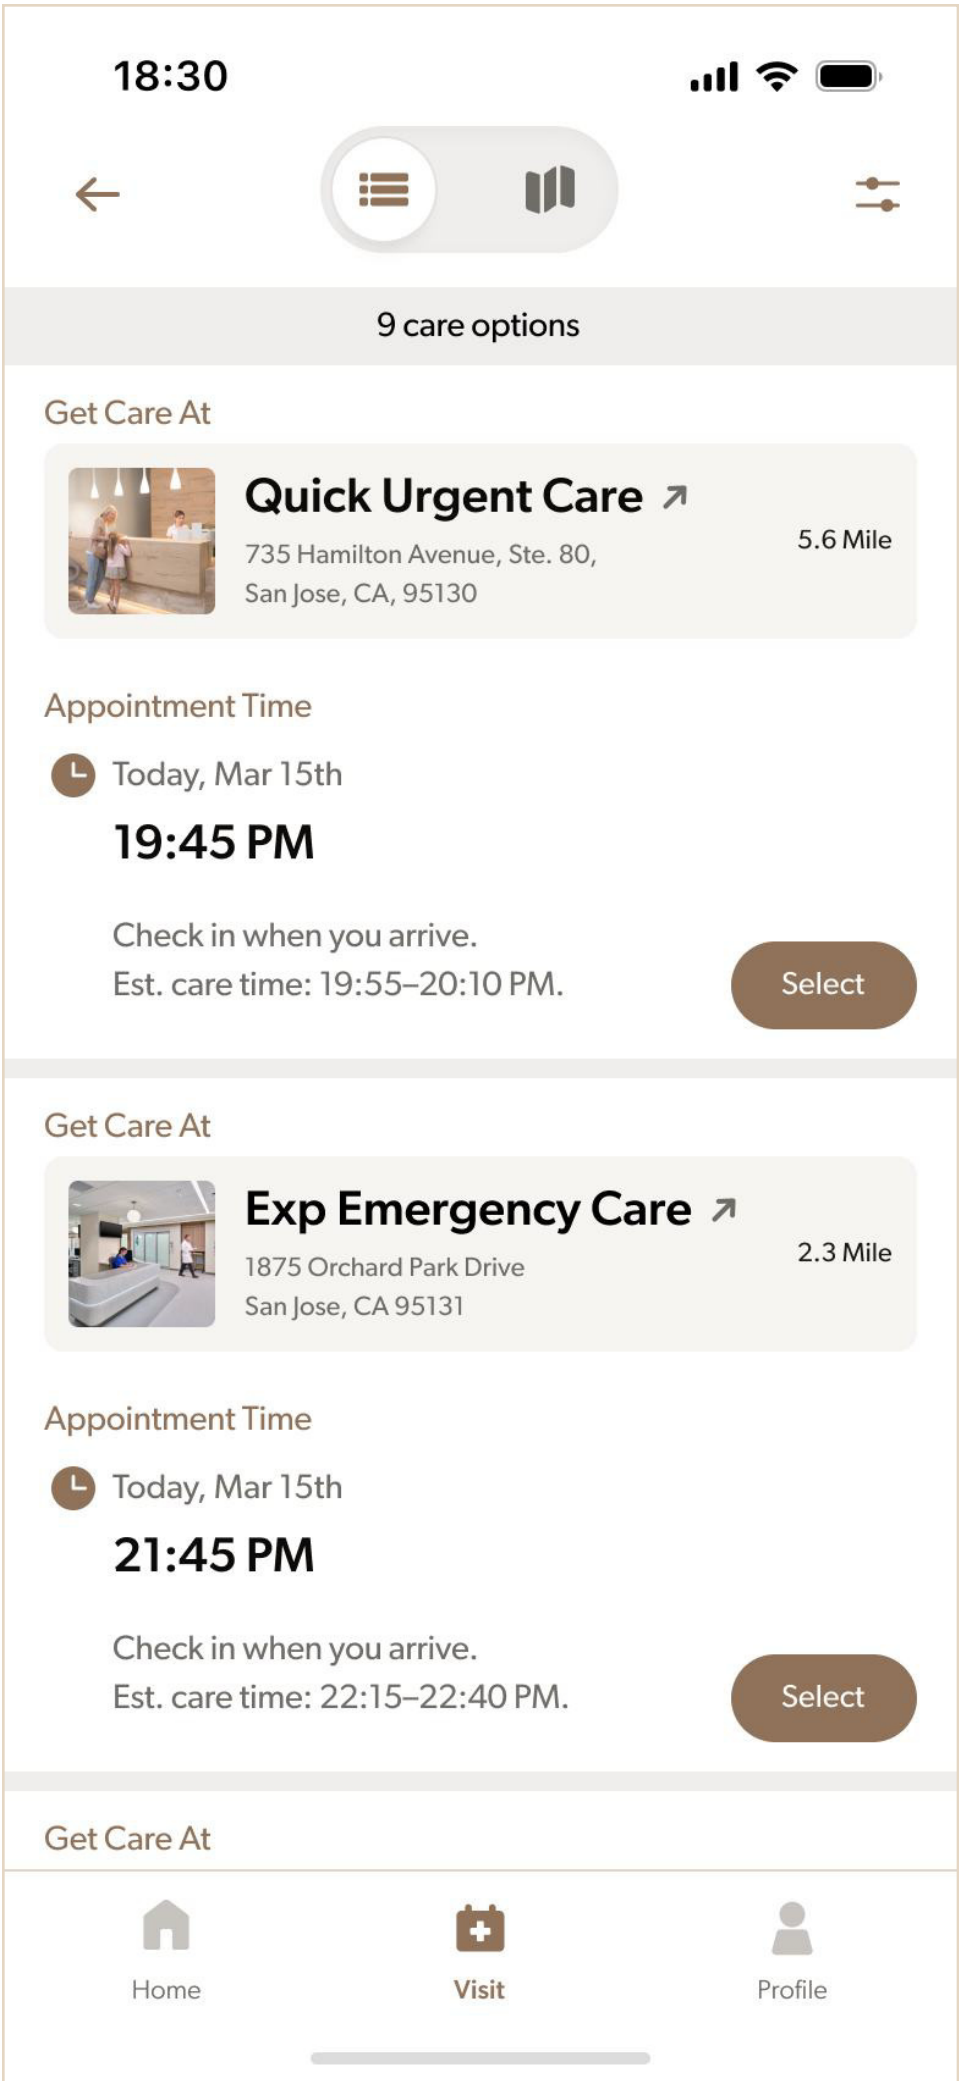 18:30
9 care options
Get Care At
Quick Urgent Care
735 Hamilton Avenue, Ste. 80,
San Jose, CA, 95130
5.6 Mile
Appointment Time
Today, Mar 15th
19:45 PM
Check in when you arrive.
Est. care time: 19:55–20:10 PM.
Select
Get Care At
Exp Emergency Care
1875 Orchard Park Drive
San Jose, CA 95131
2.3 Mile
Appointment Time
Today, Mar 15th
21:45 PM
Check in when you arrive.
Est. care time: 22:15–22:40 PM.
Select
Get Care At
Home
Visit
Profile